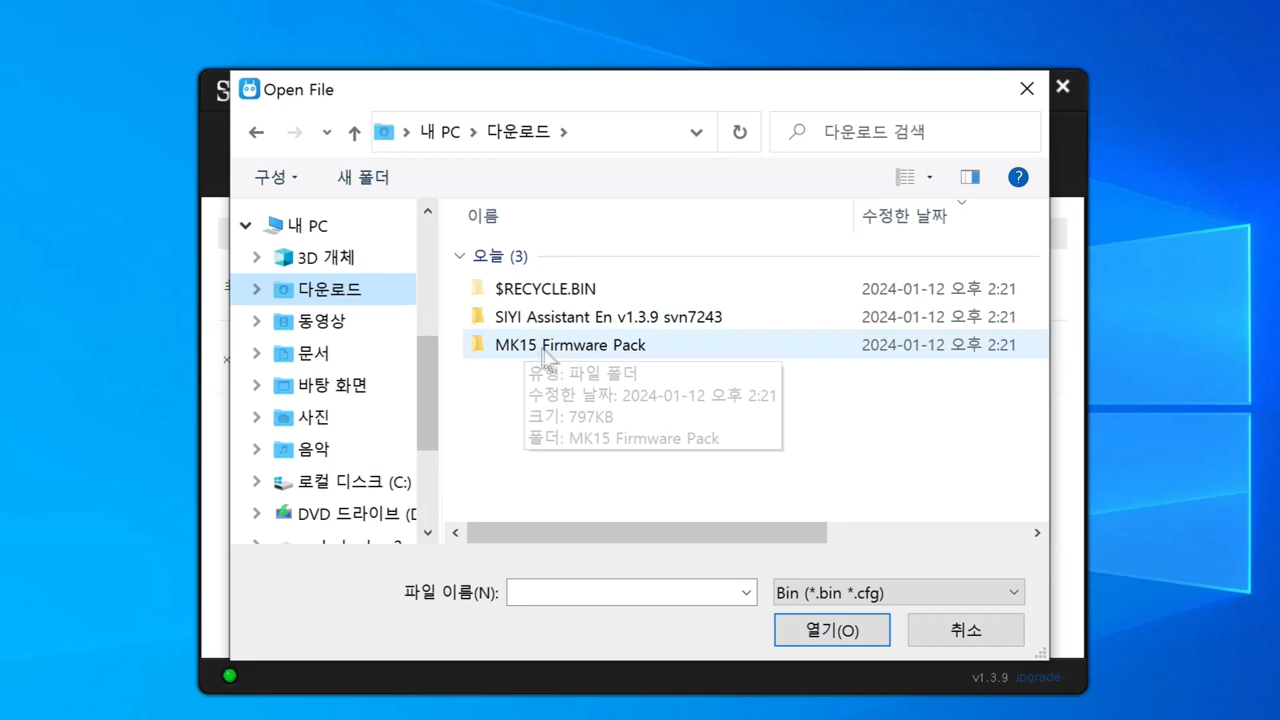 S
Open File
내 PC
다운로드
다운로드 검색
구성
새 폴더
이름
수정한 날짜
내 PC
3D 개체
다운로드
동영상
문서
바탕 화면
사진
음악
로컬 디스크 (C:)
DVD 드라이브 (D
오늘 (3)
$RECYCLE.BIN
2024-01-12 오후 2:21
SIYI Assistant En v1.3.9 svn7243
2024-01-12 오후 2:21
MK15 Firmware Pack
2024-01-12 오후 2:21
유형: 파일 폴더
수정한 날짜: 2024-01-12 오후 2:21
크기: 797KB
폴더: MK15 Firmware Pack
파일 이름(N):
Bin (*.bin *.cfg)
열기(O)
취소
v1.3.9 upgrade